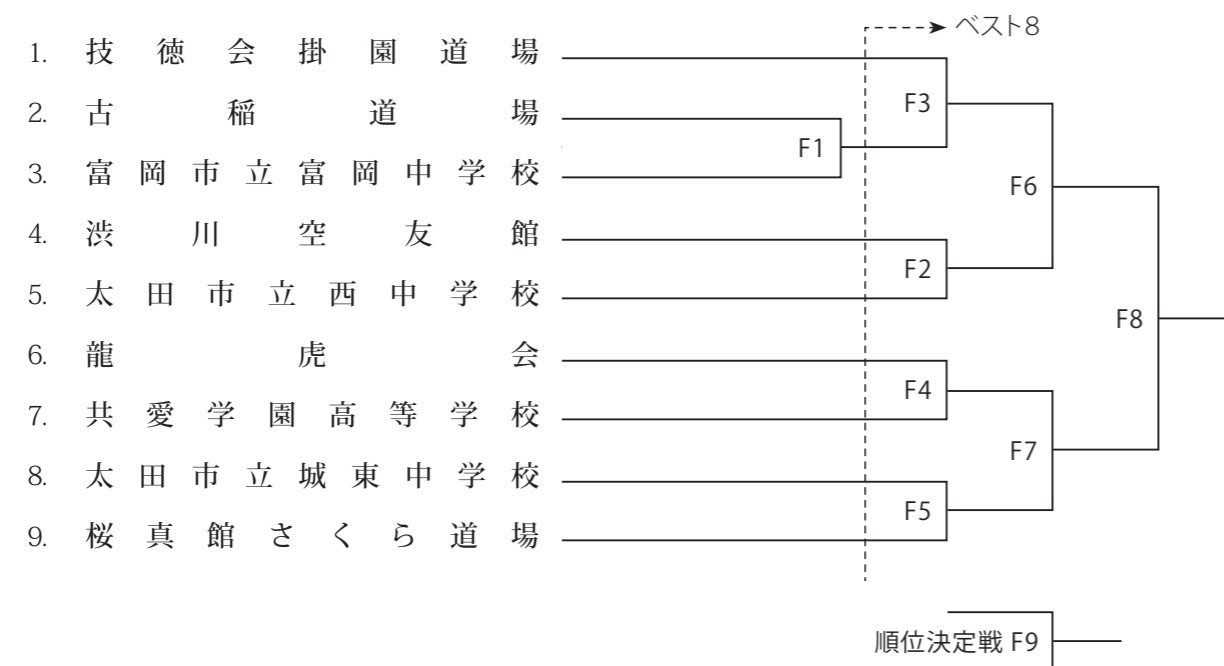 ベスト8
1. 技徳会掛園道場
2. 古稲道場
3. 富岡市立富岡中学校
4. 渋川空友館
5. 太田市立西中学校
6. 龍虎会
7. 共愛学園高等学校
8. 太田市立城東中学校
9. 桜真館さくら道場
F3
F1
F6
F2
F8
F4
F7
F5
順位決定戦 F9